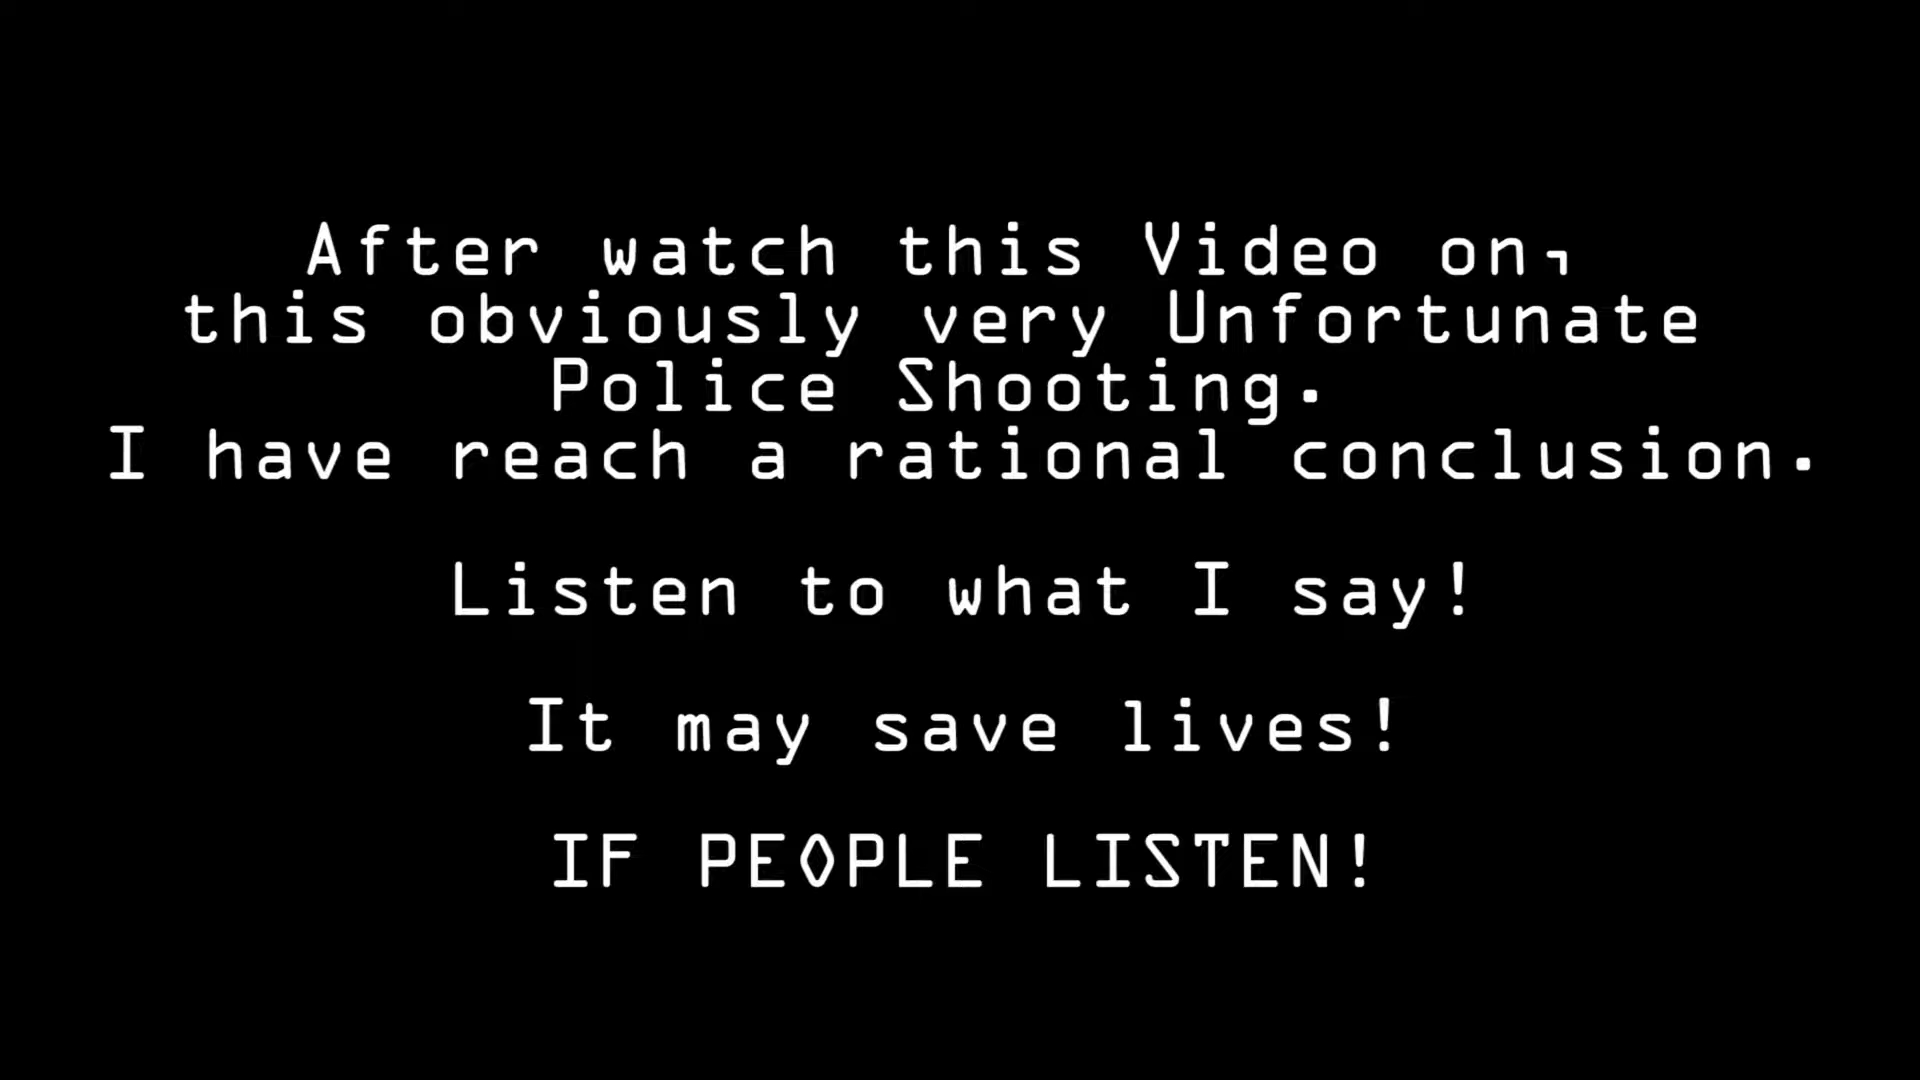 After watch this Video on,
this obviously very Unfortunate
Police Shooting.
I have reach a rational conclusion.
Listen to what I say!
It may save lives!
IF PEOPLE LISTEN!